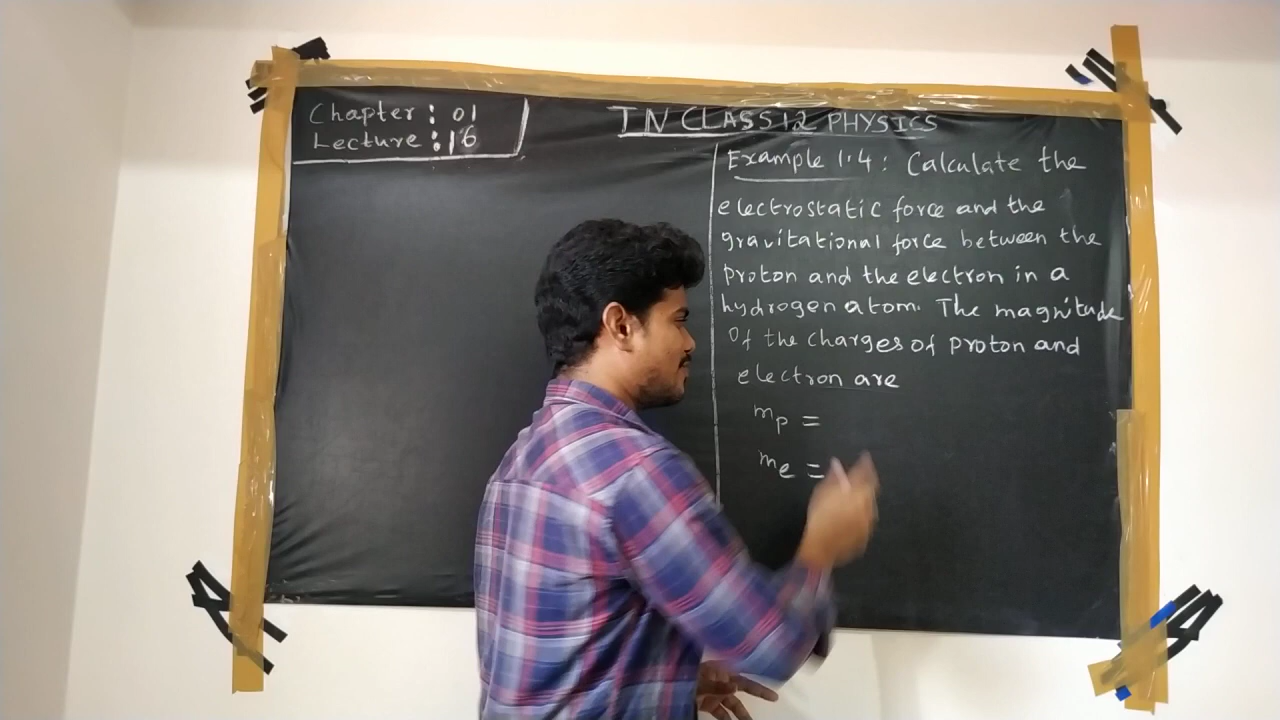 Chapter : 01
Lecture : 16
TN CLASS 12 PHYSICS
Example 1.4 : Calculate the
electrostatic force and the
gravitational force between the
proton and the electron in a
hydrogen atom. The magnitude
Of the charges of proton and
electron are
mp =
me =